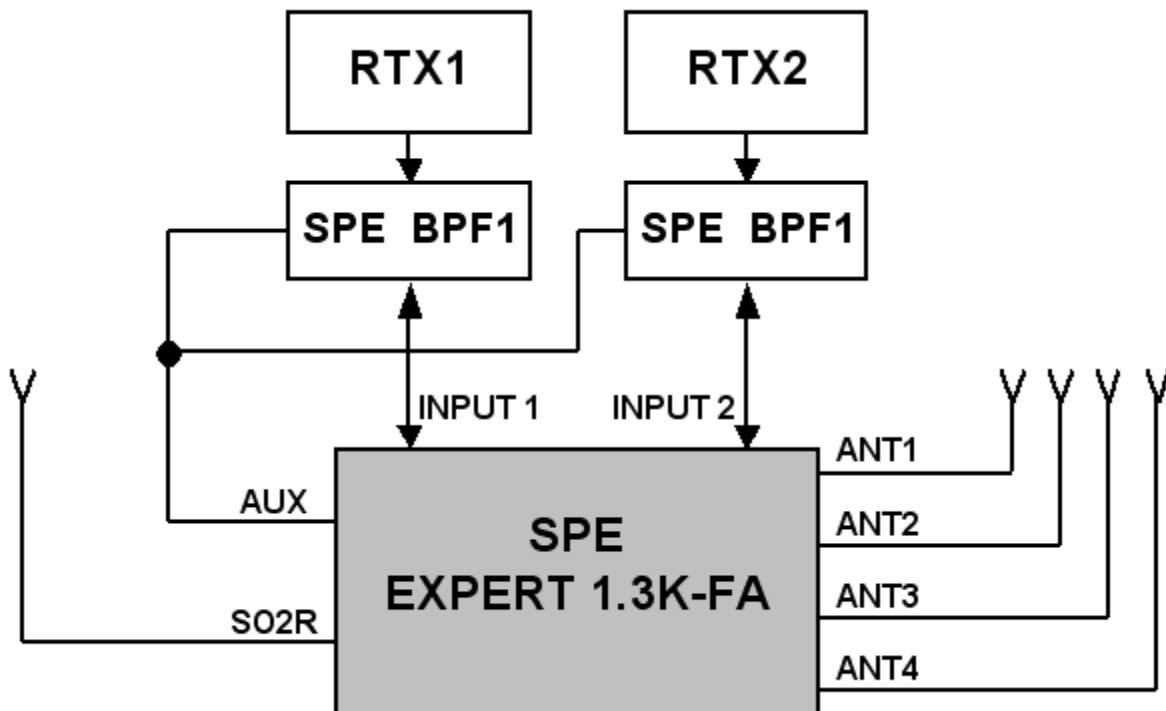 RTX1
RTX2
SPE BPF1
SPE BPF1
INPUT 1
INPUT 2
ANT1
AUX
ANT2
SPE
EXPERT 1.3K-FA
ANT3
SO2R
ANT4